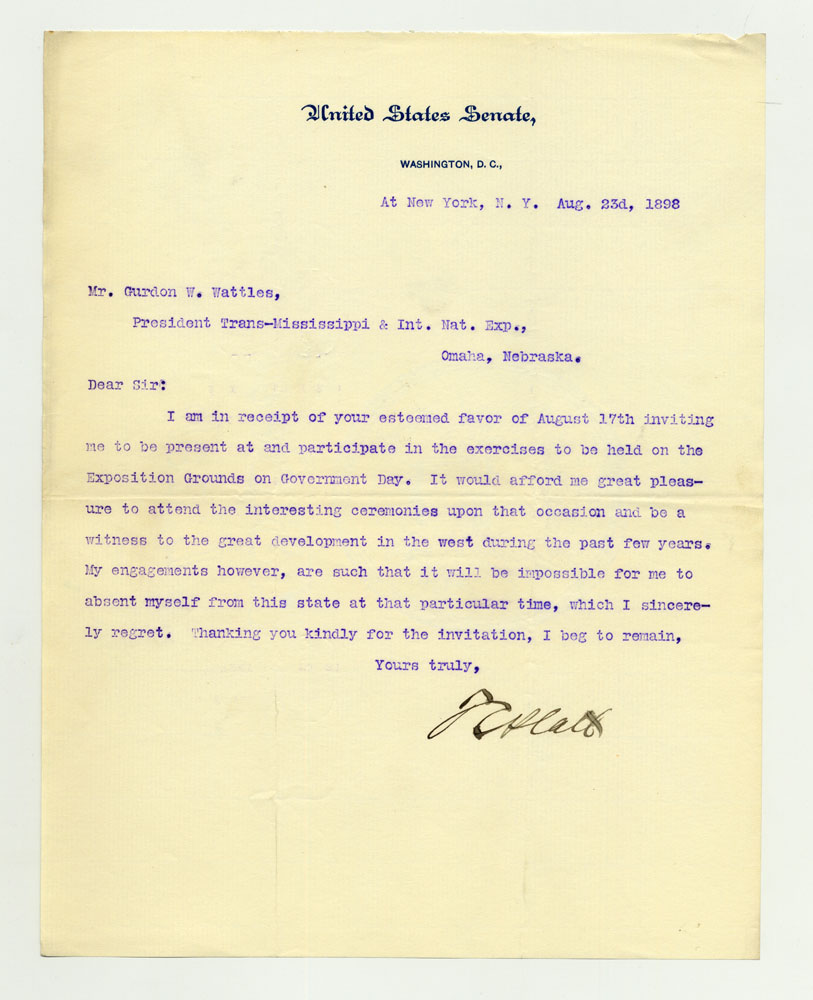 United States Senate,
WASHINGTON, D. C.,
At New York, N. Y. Aug. 23d, 1898
Mr. Gurdon W. Wattles,
President Trans-Mississippi & Int. Nat. Exp.,
Omaha, Nebraska.
Dear Sir:
I am in receipt of your esteemed favor of August 17th inviting
me to be present at and participate in the exercises to be held on the
Exposition Grounds on Government Day. It would afford me great pleas-
ure to attend the interesting ceremonies upon that occasion and be a
witness to the great development in the west during the past few years.
My engagements however, are such that it will be impossible for me to
absent myself from this state at that particular time, which I sincere-
ly regret. Thanking you kindly for the invitation, I beg to remain,
Yours truly,
T C Platt